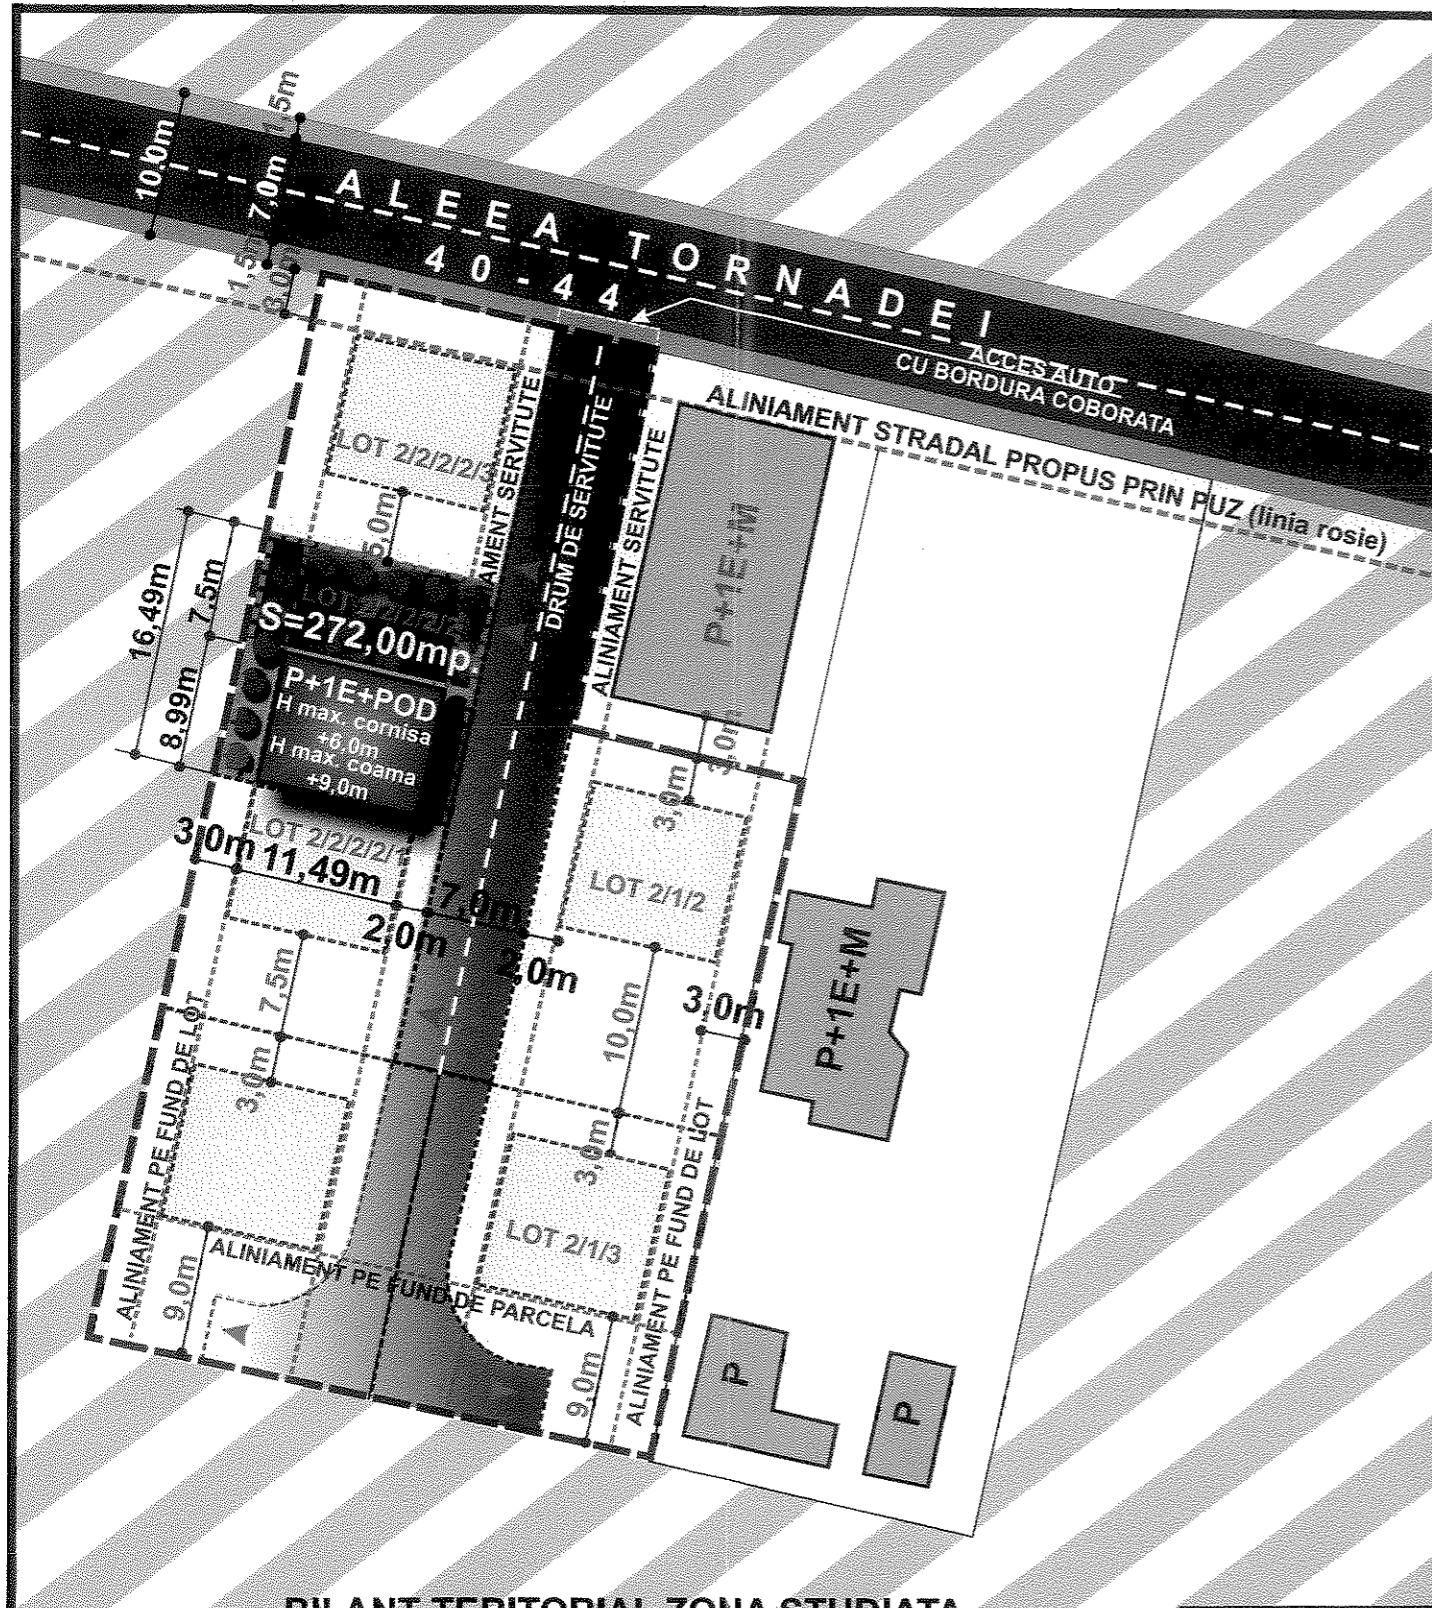 10.0m
1,5m
7.0m
1,5m
3.0m
ALEEA TORNADEI
40-44
ACCES AUTO
CU BORDURA COBORATA
ALINIAMENT STRADAL PROPUS PRIN PUZ (linia rosie)
LOT 2/2/2/2/3
ALINIAMENT SERVITUTE
DRUM DE SERVITUTE
ALINIAMENT SERVITUTE
P+1E+M
16,49m
7.5m
8,99m
S=272,00mp.
P+1E+POD
H max. cornisa
+6.0m
H max. coama
+9,0m
3,0m
3,0m
LOT 2/2/2/2/1
3,0m
11,49m
2,0m
7,0m
2,0m
LOT 2/1/2
3,0m
P+1E+M
7,5m
3,0m
10,0m
3,0m
ALINIAMENT PE FUND DE LOT
ALINIAMENT PE FUND DE LOT
LOT 2/1/3
ALINIAMENT PE FUND DE PARCELA
9,0m
9,0m
P
P
BILANT TERITORIAL ZONA STUDIATA